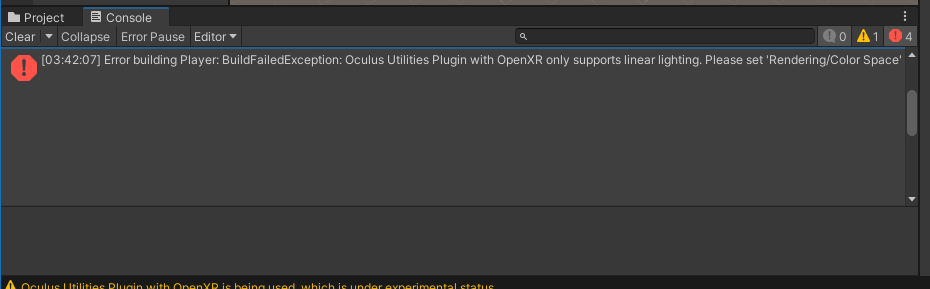 Project Console
Clear Collapse Error Pause Editor 0 1 4
[03:42:07] Error building Player: BuildFailedException: Oculus Utilities Plugin with OpenXR only supports linear lighting. Please set 'Rendering/Color Space'
Oculus Utilities Plugin with OpenXR is being used, which is under experimental status